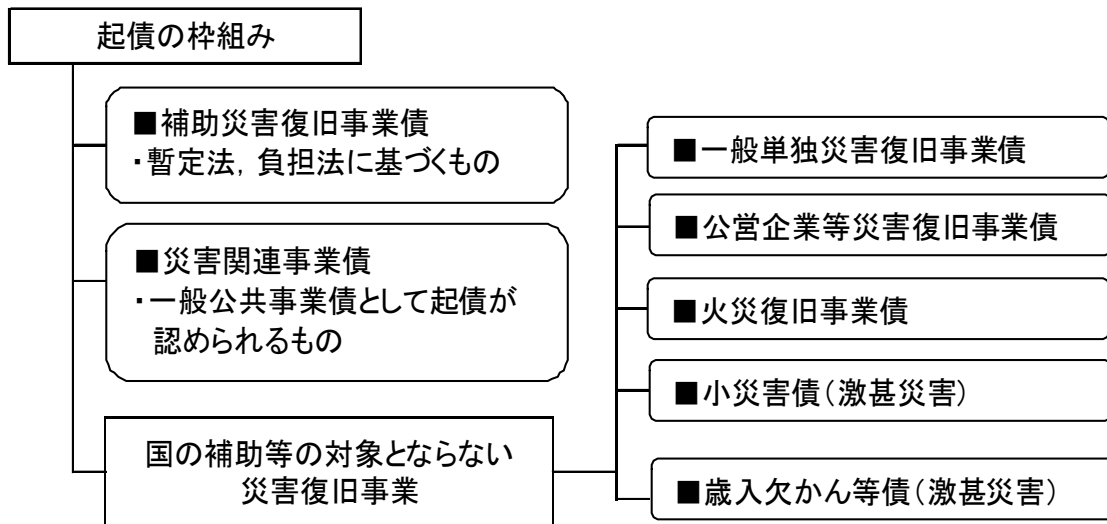 起債の枠組み
■補助災害復旧事業債
・暫定法，負担法に基づくもの
■災害関連事業債
・一般公共事業債として起債が
認められるもの
国の補助等の対象とならない
災害復旧事業
■一般単独災害復旧事業債
■公営企業等災害復旧事業債
■火災復旧事業債
■小災害債（激甚災害）
■歳入欠かん等債（激甚災害）